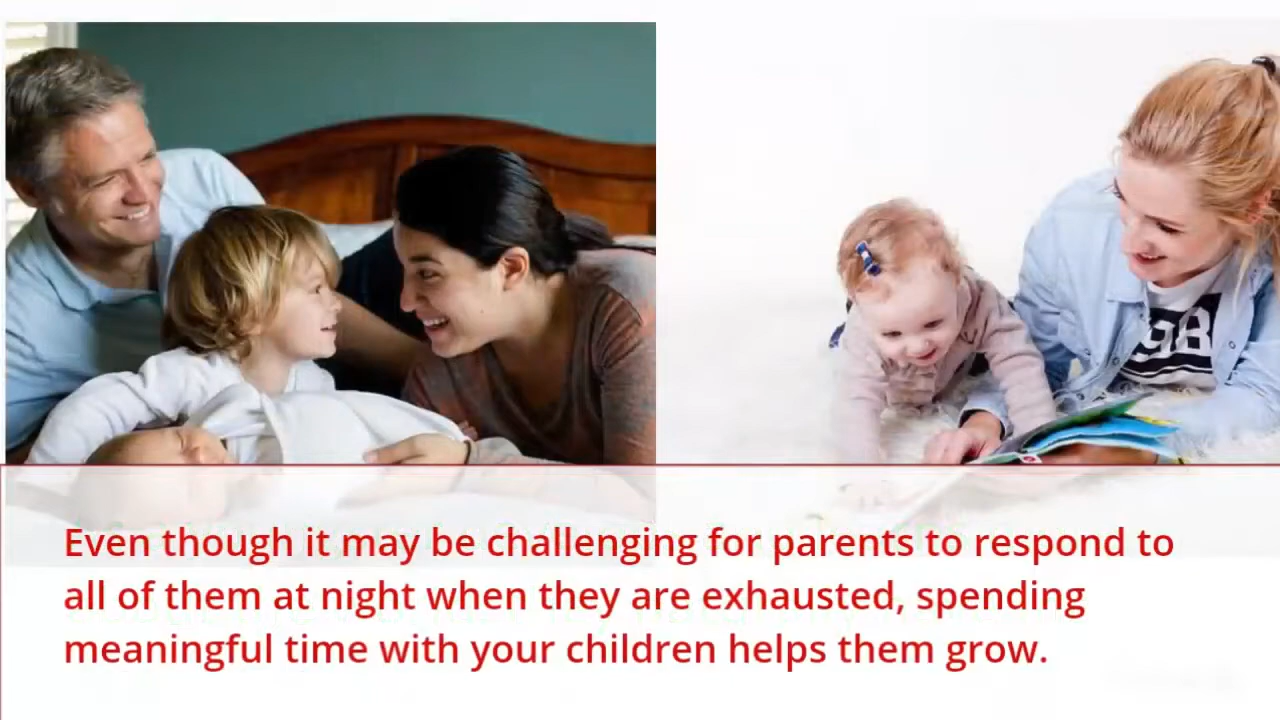 Even though it may be challenging for parents to respond to
all of them at night when they are exhausted, spending
meaningful time with your children helps them grow.